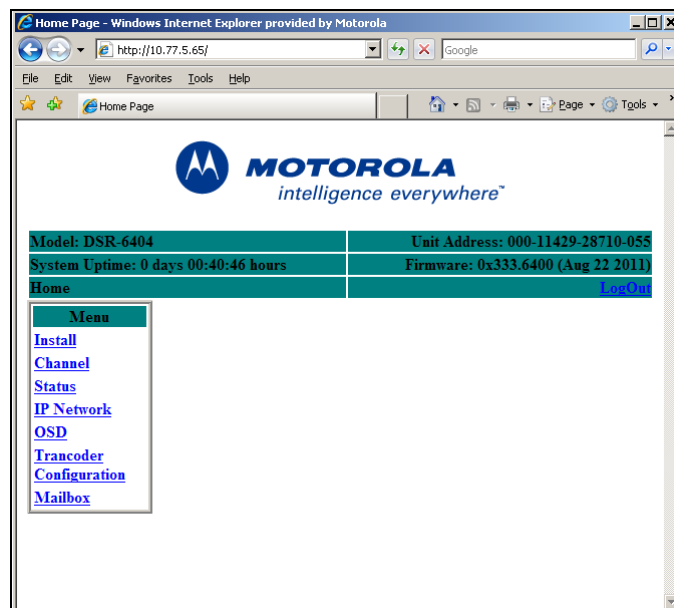 Home Page - Windows Internet Explorer provided by Motorola
http://10.77.5.65/
Google
File Edit View Favorites Tools Help
Home Page
Page Tools
MOTOROLA
intelligence everywhere™
Model: DSR-6404 Unit Address: 000-11429-28710-055
System Uptime: 0 days 00:40:46 hours Firmware: 0x333.6400 (Aug 22 2011)
Home LogOut
Menu
Install
Channel
Status
IP Network
OSD
Trancoder
Configuration
Mailbox